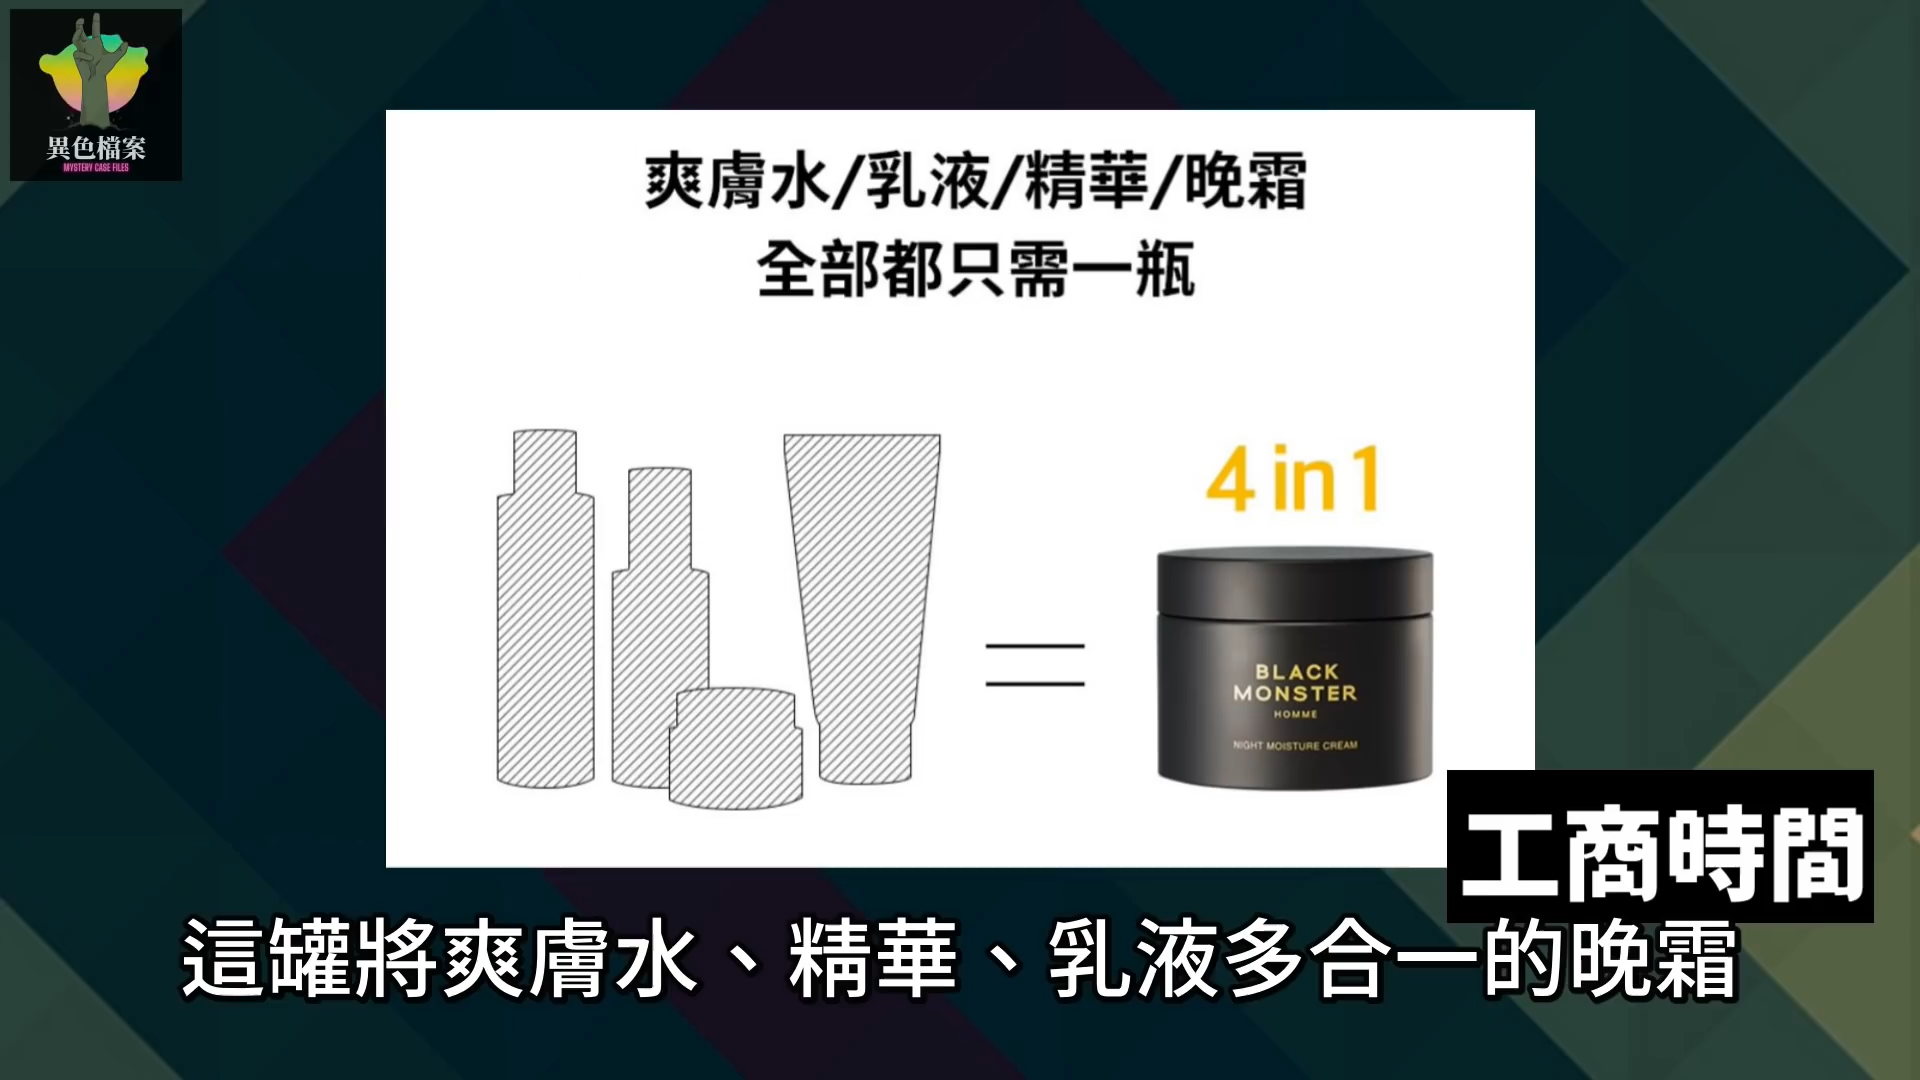 異色檔案
MYSTERY CASE FILES
爽膚水/乳液/精華/晚霜
全部都只需一瓶
4 in 1
BLACK
MONSTER
HOMME
NIGHT MOISTURE CREAM
工商時間
這罐將爽膚水、精華、乳液多合一的晚霜